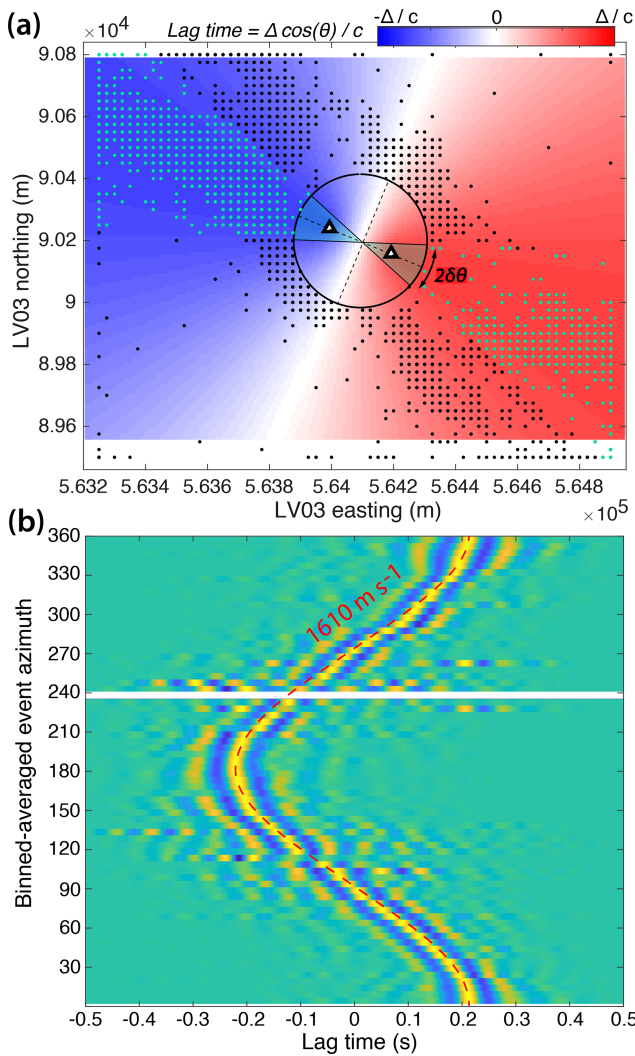 (a)
× 10⁴
Lag time = Δ cos(θ) / c
-Δ / c 0 Δ / c
9.08
9.06
9.04
9.02
9
8.98
8.96
LV03 northing (m)
2δθ
5.632 5.634 5.636 5.638 5.64 5.642 5.644 5.646 5.648
LV03 easting (m)
× 10⁵
(b)
360
330
300
270
240
210
180
150
120
90
60
30
Binned-averaged event azimuth
1610 m s-1
-0.5 -0.4 -0.3 -0.2 -0.1 0 0.1 0.2 0.3 0.4 0.5
Lag time (s)